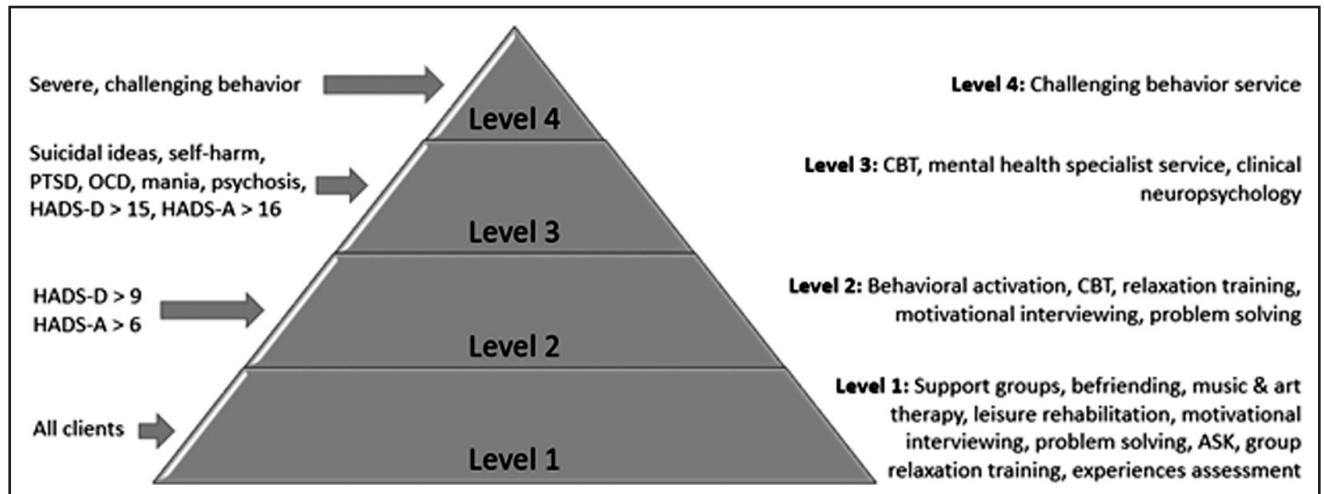 Severe, challenging behavior
Level 4
Level 4: Challenging behavior service
Suicidal ideas, self-harm,
PTSD, OCD, mania, psychosis,
HADS-D > 15, HADS-A > 16
Level 3
Level 3: CBT, mental health specialist service, clinical
neuropsychology
HADS-D > 9
HADS-A > 6
Level 2
Level 2: Behavioral activation, CBT, relaxation training,
motivational interviewing, problem solving
All clients
Level 1
Level 1: Support groups, befriending, music & art
therapy, leisure rehabilitation, motivational
interviewing, problem solving, ASK, group
relaxation training, experiences assessment